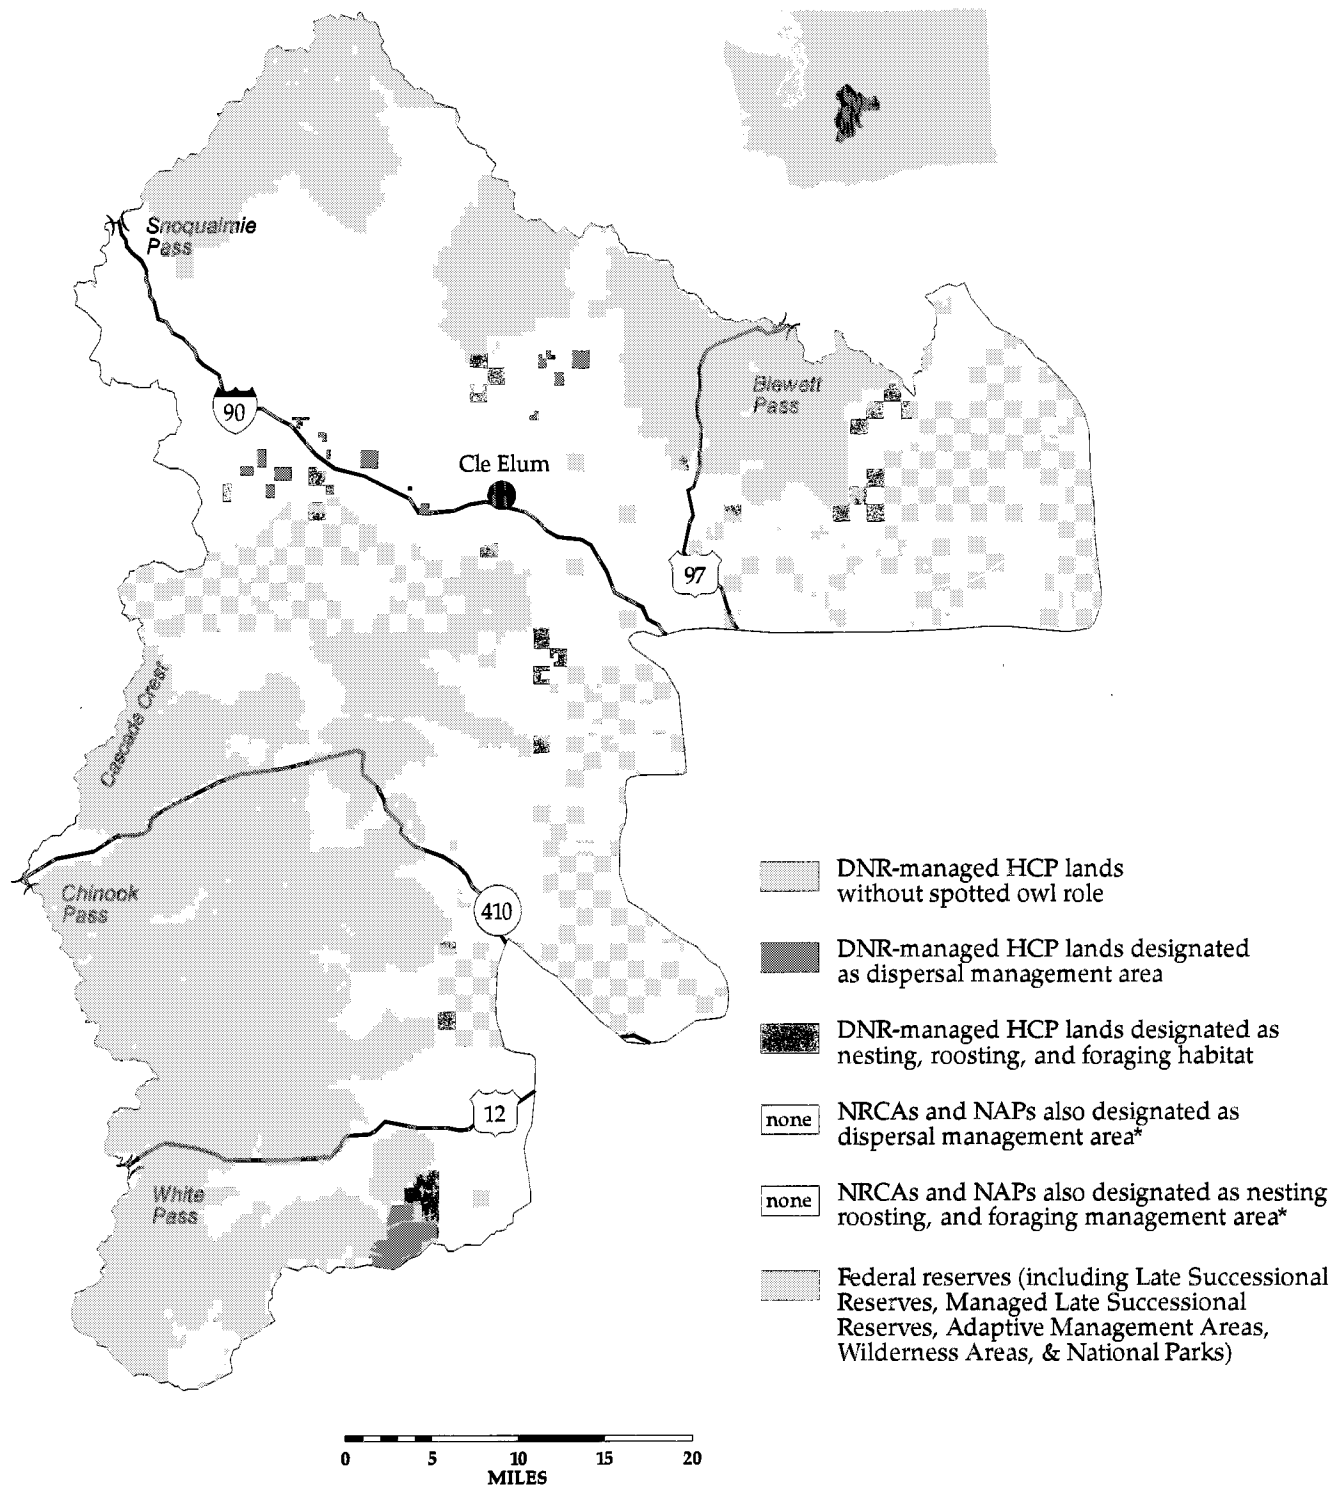 Snoqualmie
Pass
90
Cle Elum
Blewett
Pass
97
Cascade Crest
Chinook
Pass
410
12
White
Pass
DNR-managed HCP lands
without spotted owl role
DNR-managed HCP lands designated
as dispersal management area
DNR-managed HCP lands designated as
nesting, roosting, and foraging habitat
none
NRCAs and NAPs also designated as
dispersal management area*
none
NRCAs and NAPs also designated as nesting
roosting, and foraging management area*
Federal reserves (including Late Successional
Reserves, Managed Late Successional
Reserves, Adaptive Management Areas,
Wilderness Areas, & National Parks)
0 5 10 15 20
MILES